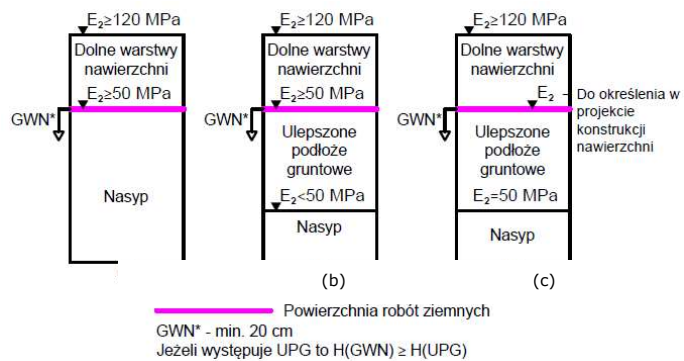 E₂≥120 MPa
Dolne warstwy
nawierzchni
E₂≥50 MPa
GWN*
Nasyp
E₂≥120 MPa
Dolne warstwy
nawierzchni
E₂≥50 MPa
GWN*
Ulepszone
podłoże
gruntowe
E₂<50 MPa
Nasyp
(b)
E₂≥120 MPa
Dolne warstwy
nawierzchni
E₂ – Do określenia w
projekcie
konstrukcji
nawierzchni
GWN*
Ulepszone
podłoże
gruntowe
E₂=50 MPa
Nasyp
(c)
Powierzchnia robót ziemnych
GWN* - min. 20 cm
Jeżeli występuje UPG to H(GWN) ≥ H(UPG)